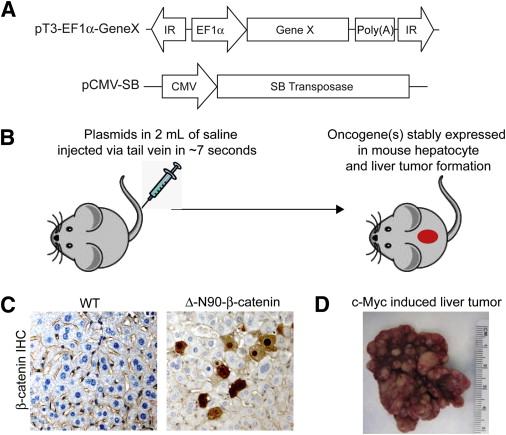 A
pT3-EF1α-GeneX
IR
EF1α
Gene X
Poly(A)
IR
pCMV-SB
CMV
SB Transposase
B
Plasmids in 2 mL of saline
injected via tail vein in ~7 seconds
Oncogene(s) stably expressed
in mouse hepatocyte
and liver tumor formation
C
WT
Δ-N90-β-catenin
β-catenin IHC
D
c-Myc induced liver tumor